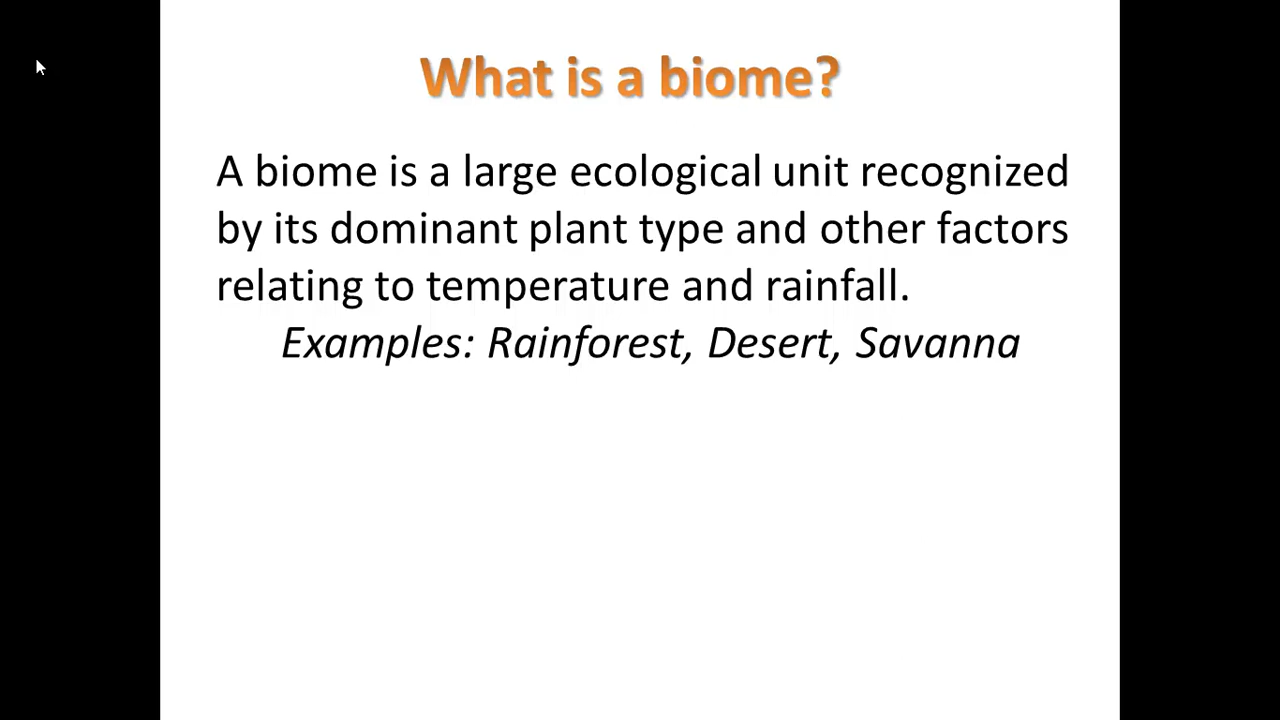 What is a biome?
A biome is a large ecological unit recognized
by its dominant plant type and other factors
relating to temperature and rainfall.
Examples: Rainforest, Desert, Savanna